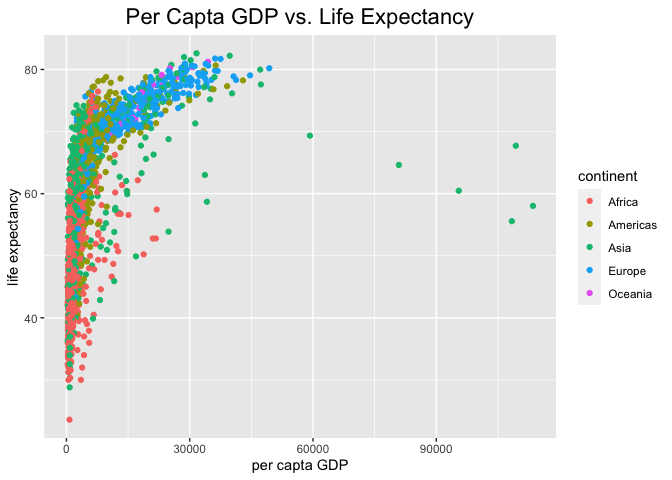 Per Capta GDP vs. Life Expectancy
80
60
40
life expectancy
0
30000
60000
90000
per capta GDP
continent
Africa
Americas
Asia
Europe
Oceania